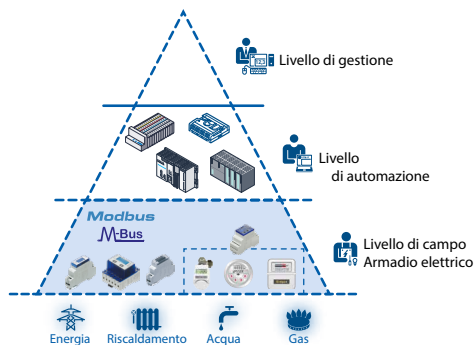 Livello di gestione
Livello
di automazione
Modbus
M-Bus
Livello di campo
Armadio elettrico
Energia
Riscaldamento
Acqua
Gas